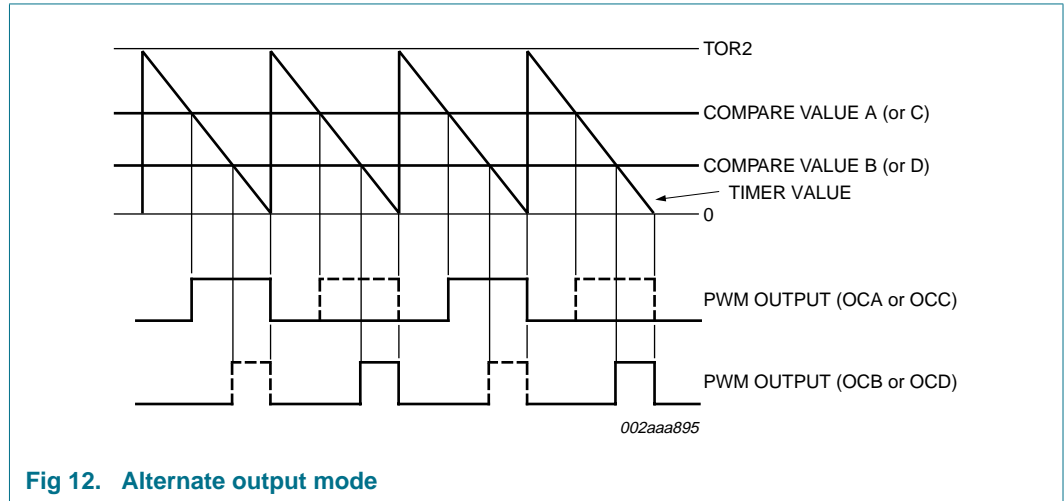 TOR2
COMPARE VALUE A (or C)
COMPARE VALUE B (or D)
TIMER VALUE
0
PWM OUTPUT (OCA or OCC)
PWM OUTPUT (OCB or OCD)
002aaa895
Fig 12. Alternate output mode